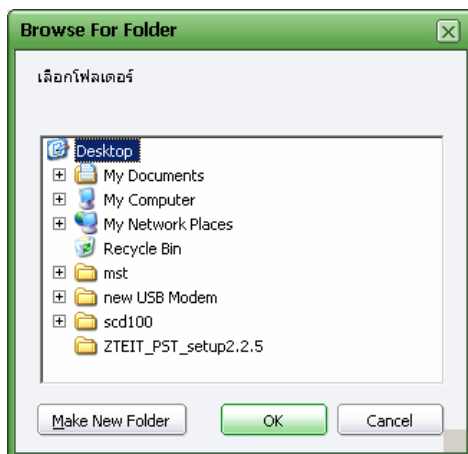 Browse For Folder
เลือกโฟลเดอร์
Desktop
My Documents
My Computer
My Network Places
Recycle Bin
mst
new USB Modem
scd100
ZTEIT_PST_setup2.2.5
Make New Folder
OK
Cancel